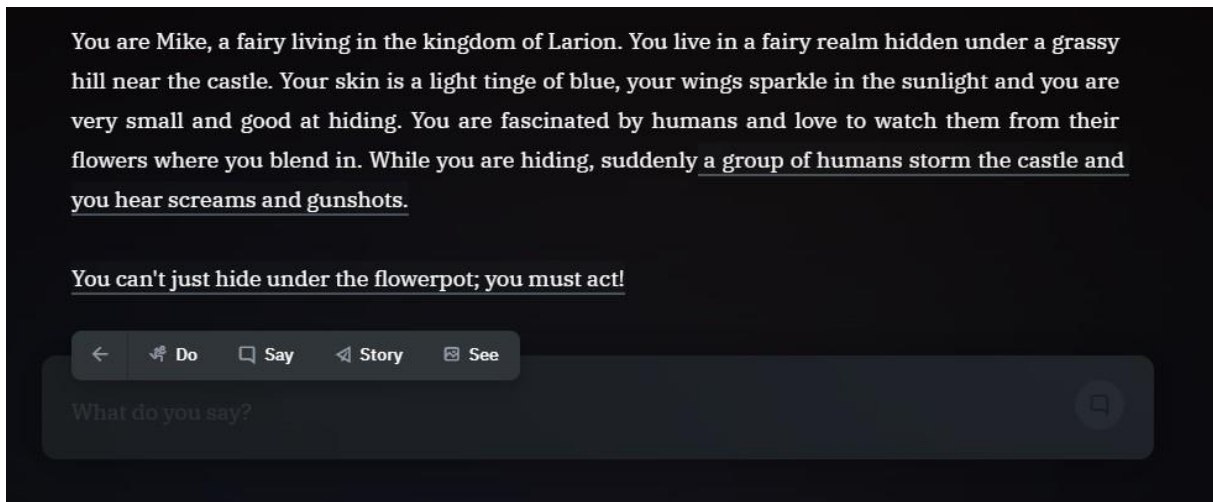 You are Mike, a fairy living in the kingdom of Larion. You live in a fairy realm hidden under a grassy
hill near the castle. Your skin is a light tinge of blue, your wings sparkle in the sunlight and you are
very small and good at hiding. You are fascinated by humans and love to watch them from their
flowers where you blend in. While you are hiding, suddenly a group of humans storm the castle and
you hear screams and gunshots.
You can't just hide under the flowerpot; you must act!
Do Say Story See
What do you say?